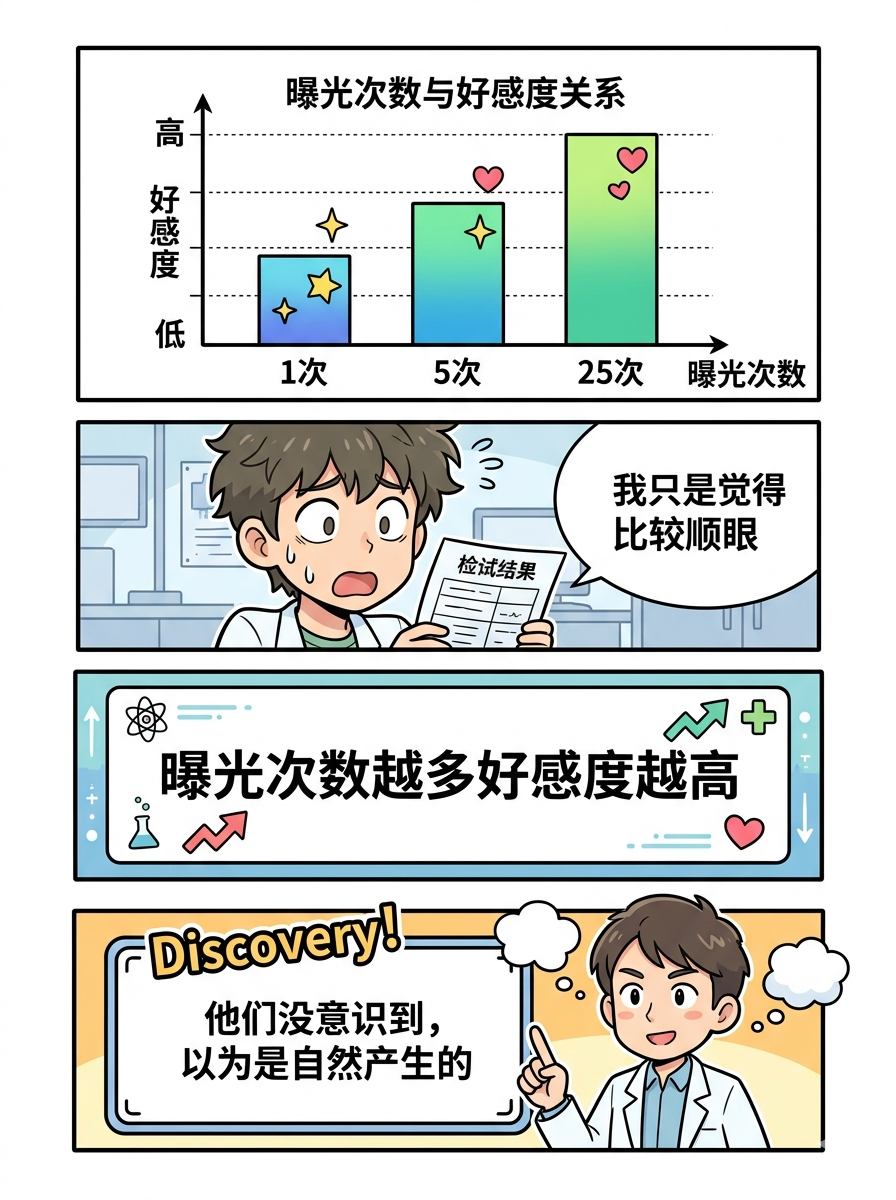 曝光次数与好感度关系
高
好感度
低
1次
5次
25次
曝光次数
我只是觉得
比较顺眼
检试结果
曝光次数越多好感度越高
Discovery!
他们没意识到，
以为是自然产生的